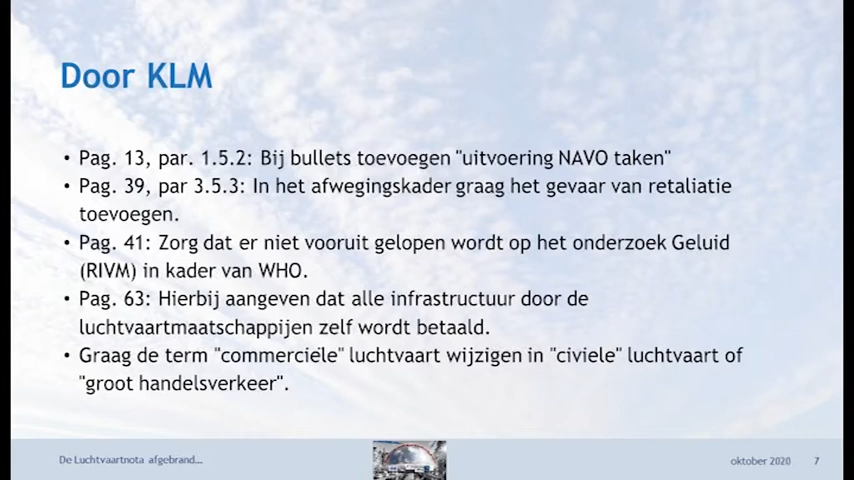 Door KLM
• Pag. 13, par. 1.5.2: Bij bullets toevoegen "uitvoering NAVO taken"
• Pag. 39, par 3.5.3: In het afwegingskader graag het gevaar van retaliatie
toevoegen.
• Pag. 41: Zorg dat er niet vooruit gelopen wordt op het onderzoek Geluid
(RIVM) in kader van WHO.
• Pag. 63: Hierbij aangeven dat alle infrastructuur door de
luchtvaartmaatschappijen zelf wordt betaald.
• Graag de term "commerciële" luchtvaart wijzigen in "civiele" luchtvaart of
"groot handelsverkeer".
De Luchtvaartnota afgebrand...
oktober 2020 7